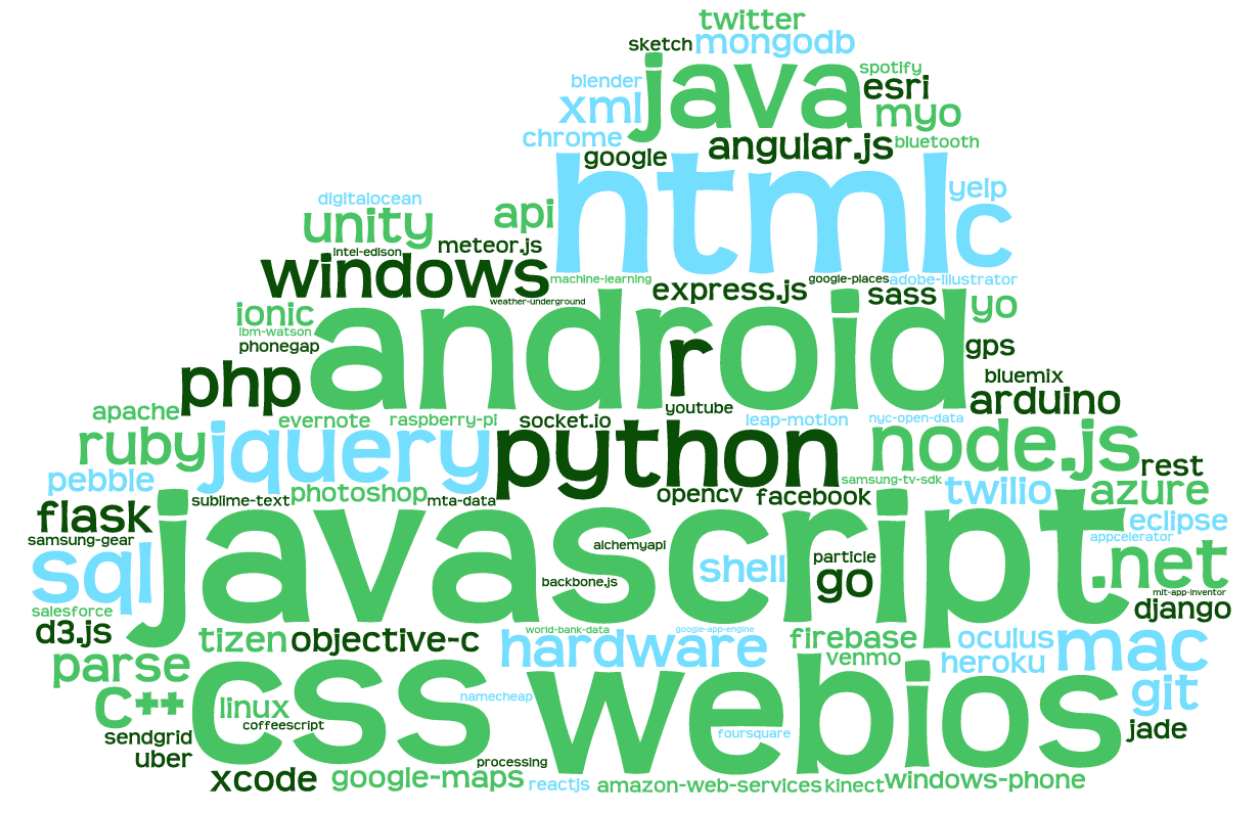 twitter
sketch mongodb
java spotify
blender esri
xml myo
chrome angular.js bluetooth
google
html yelp
digitalocean c
unity api
meteor.js
intel-edison
windows machine-learning google-places adobe-illustrator
express.js sass
weather-underground yo
ionic android
ibm-watson
phonegap r gps
php bluemix
arduino
apache youtube
evernote raspberry-pi socket.io leap-motion nyc-open-data
ruby jquery python node.js
rest
pebble samsung-tv-sdk
sublime-text photoshop mta-data opencv facebook twilio azure
flask javascript eclipse
samsung-gear appcelerator
alchemyapi
sql particle .net
shell
backbone.js go
mit-app-inventor
salesforce django
d3.js world-bank-data google-app-engine
tizen objective-c hardware firebase oculus mac
parse venmo heroku
css web ios git
c++ namecheap
linux
coffeescript jade
sendgrid foursquare
uber processing
xcode google-maps reactjs amazon-web-services kinect windows-phone